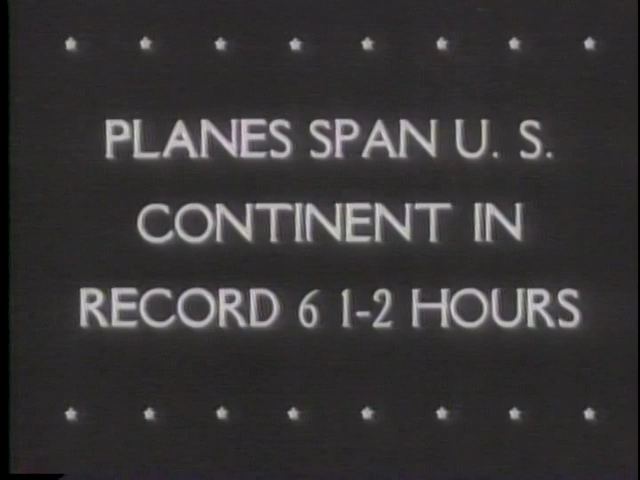 PLANES SPAN U. S.
CONTINENT IN
RECORD 6 1-2 HOURS